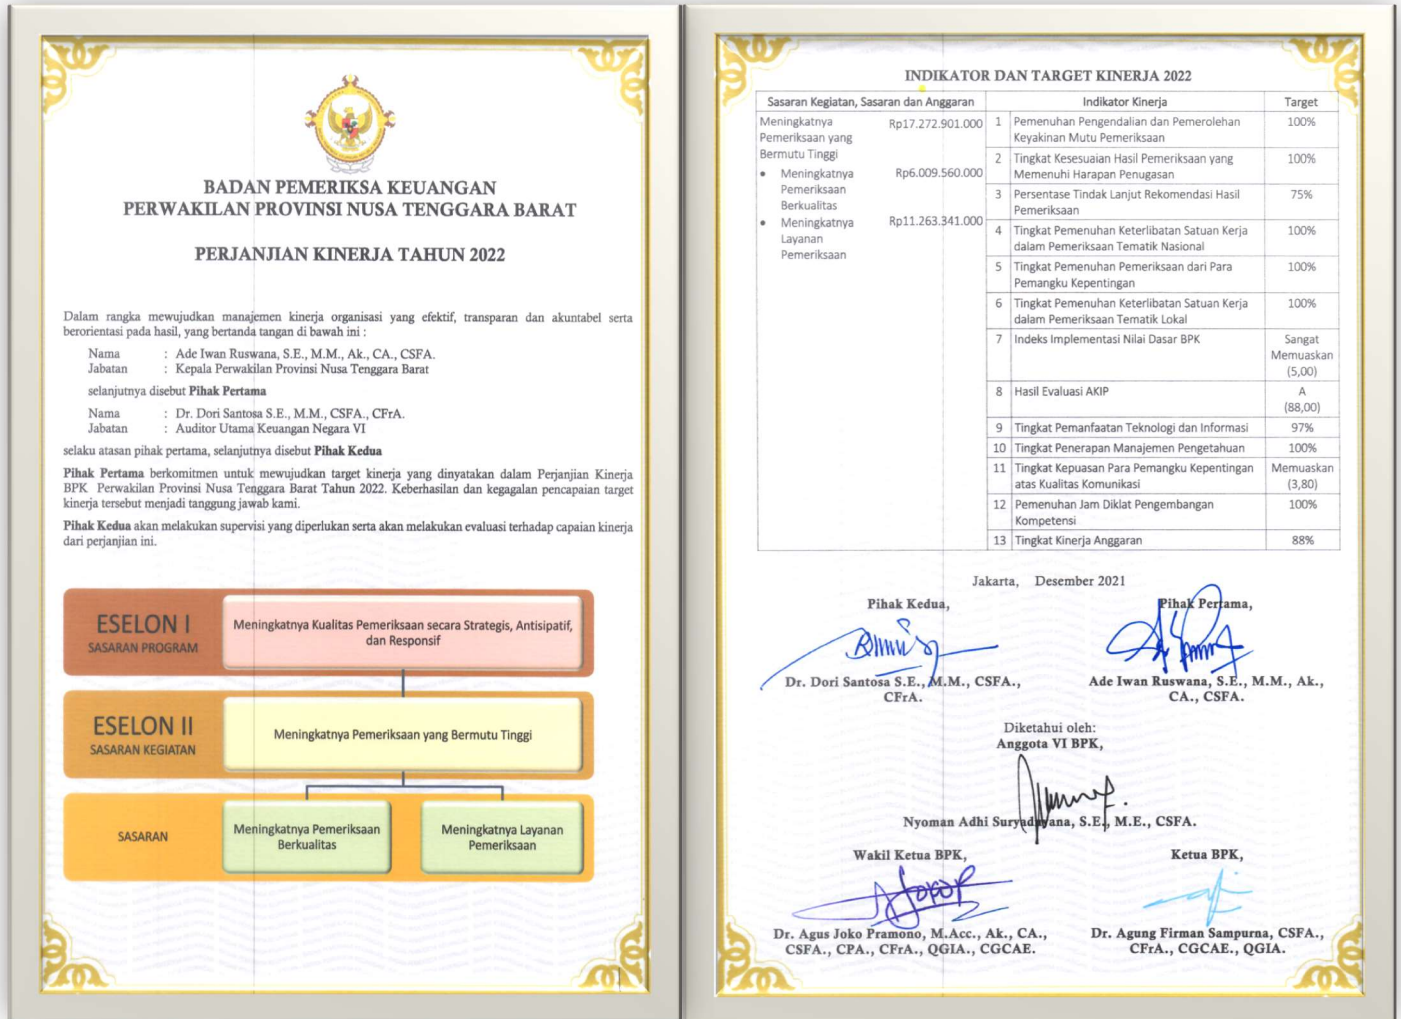 BADAN PEMERIKSA KEUANGAN
PERWAKILAN PROVINSI NUSA TENGGARA BARAT
PERJANJIAN KINERJA TAHUN 2022
Dalam rangka mewujudkan manajemen kinerja organisasi yang efektif, transparan dan akuntabel serta
berorientasi pada hasil, yang bertanda tangan di bawah ini :
Nama : Ade Iwan Ruswana, S.E., M.M., Ak., CA., CSFA.
Jabatan : Kepala Perwakilan Provinsi Nusa Tenggara Barat
selanjutnya disebut Pihak Pertama
Nama : Dr. Dori Santosa S.E., M.M., CSFA., CFrA.
Jabatan : Auditor Utama Keuangan Negara VI
selaku atasan pihak pertama, selanjutnya disebut Pihak Kedua
Pihak Pertama berkomitmen untuk mewujudkan target kinerja yang dinyatakan dalam Perjanjian Kinerja
BPK Perwakilan Provinsi Nusa Tenggara Barat Tahun 2022. Keberhasilan dan kegagalan pencapaian target
kinerja tersebut menjadi tanggung jawab kami.
Pihak Kedua akan melakukan supervisi yang diperlukan serta akan melakukan evaluasi terhadap capaian kinerja
dari perjanjian ini.
ESELON I
SASARAN PROGRAM
Meningkatnya Kualitas Pemeriksaan secara Strategis, Antisipatif,
dan Responsif
ESELON II
SASARAN KEGIATAN
Meningkatnya Pemeriksaan yang Bermutu Tinggi
SASARAN
Meningkatnya Pemeriksaan
Berkualitas
Meningkatnya Layanan
Pemeriksaan
INDIKATOR DAN TARGET KINERJA 2022
Sasaran Kegiatan, Sasaran dan Anggaran Indikator Kinerja Target
Meningkatnya Rp17.272.901.000
Pemeriksaan yang
Bermutu Tinggi
• Meningkatnya Rp6.009.560.000
Pemeriksaan
Berkualitas
• Meningkatnya Rp11.263.341.000
Layanan
Pemeriksaan
1 Pemenuhan Pengendalian dan Pemerolehan 100%
Keyakinan Mutu Pemeriksaan
2 Tingkat Kesesuaian Hasil Pemeriksaan yang 100%
Memenuhi Harapan Penugasan
3 Persentase Tindak Lanjut Rekomendasi Hasil 75%
Pemeriksaan
4 Tingkat Pemenuhan Keterlibatan Satuan Kerja 100%
dalam Pemeriksaan Tematik Nasional
5 Tingkat Pemenuhan Pemeriksaan dari Para 100%
Pemangku Kepentingan
6 Tingkat Pemenuhan Keterlibatan Satuan Kerja 100%
dalam Pemeriksaan Tematik Lokal
7 Indeks Implementasi Nilai Dasar BPK Sangat
Memuaskan
(5,00)
8 Hasil Evaluasi AKIP A
(88,00)
9 Tingkat Pemanfaatan Teknologi dan Informasi 97%
10 Tingkat Penerapan Manajemen Pengetahuan 100%
11 Tingkat Kepuasan Para Pemangku Kepentingan Memuaskan
atas Kualitas Komunikasi (3,80)
12 Pemenuhan Jam Diklat Pengembangan 100%
Kompetensi
13 Tingkat Kinerja Anggaran 88%
Jakarta, Desember 2021
Pihak Kedua, Pihak Pertama,
Dr. Dori Santosa S.E., M.M., CSFA.,
CFrA.
Ade Iwan Ruswana, S.E., M.M., Ak.,
CA., CSFA.
Diketahui oleh:
Anggota VI BPK,
Nyoman Adhi Suryadnyana, S.E., M.E., CSFA.
Wakil Ketua BPK, Ketua BPK,
Dr. Agus Joko Pramono, M.Acc., Ak., CA.,
CSFA., CPA., CFrA., QGIA., CGCAE.
Dr. Agung Firman Sampurna, CSFA.,
CFrA., CGCAE., QGIA.